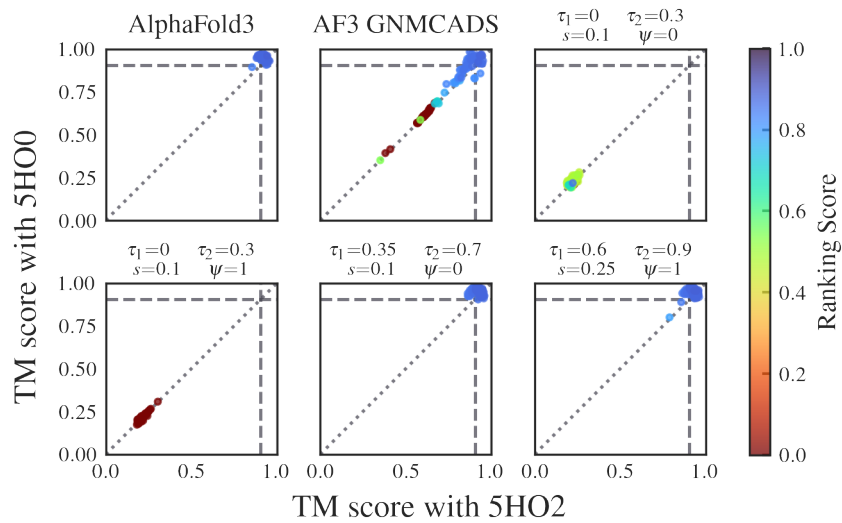 AlphaFold3
AF3 GNMCADS
τ1=0 τ2=0.3
s=0.1 ψ=0
1.00
0.75
0.50
0.25
0.00
τ1=0 τ2=0.3
s=0.1 ψ=1
τ1=0.35 τ2=0.7
s=0.1 ψ=0
τ1=0.6 τ2=0.9
s=0.25 ψ=1
1.00
0.75
0.50
0.25
0.00
0.0 0.5 1.0
0.0 0.5 1.0
0.0 0.5 1.0
TM score with 5HO0
TM score with 5HO2
1.0
0.8
0.6
0.4
0.2
0.0
Ranking Score